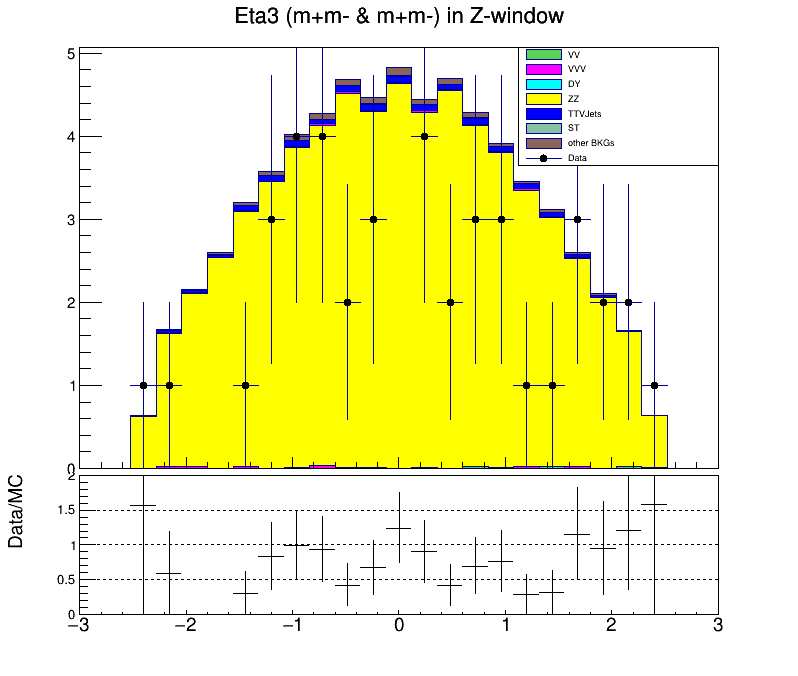 Eta3 (m+m- & m+m-) in Z-window
5
4
3
2
1
0
VV
VVV
DY
ZZ
TTVJets
ST
other BKGs
Data
Data/MC
2
1.5
1
0.5
0
−3 −2 −1 0 1 2 3